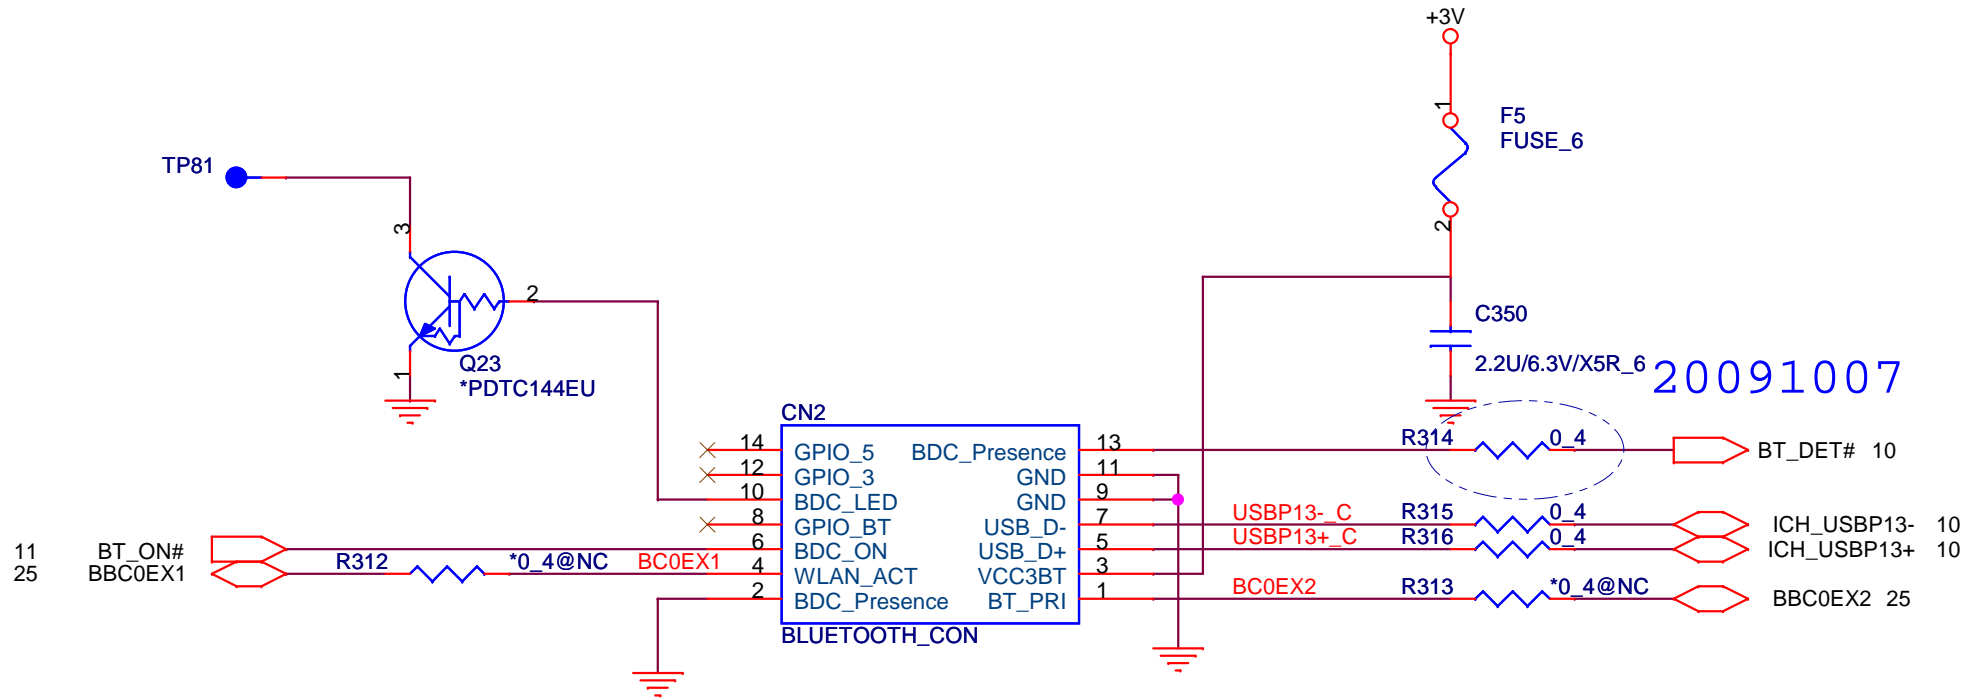 +3V
1
F5
FUSE_6
TP81
2
3
2
C350
2.2U/6.3V/X5R_6
20091007
1
Q23
*PDTC144EU
CN2
14 GPIO_5 BDC_Presence 13 R314 0_4 BT_DET# 10
12 GPIO_3 GND 11
10 BDC_LED GND 9
8 GPIO_BT USB_D- 7 USBP13-_C R315 0_4 ICH_USBP13- 10
11 BT_ON# 6 BDC_ON USB_D+ 5 USBP13+_C R316 0_4 ICH_USBP13+ 10
25 BBC0EX1 R312 *0_4@NC BC0EX1 4 WLAN_ACT VCC3BT 3
2 BDC_Presence BT_PRI 1 BC0EX2 R313 *0_4@NC BBC0EX2 25
BLUETOOTH_CON